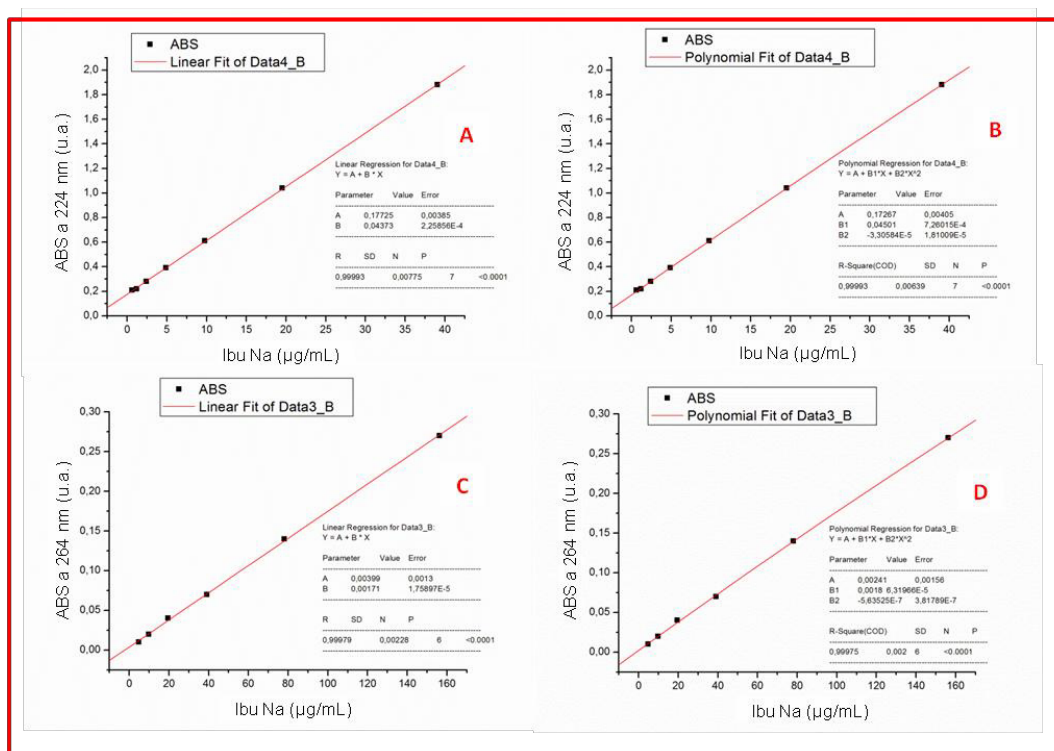 ABS
Linear Fit of Data4_B
2,0
1,8
1,6
1,4
1,2
1,0
0,8
0,6
0,4
0,2
0,0
ABS a 224 nm (u.a.)
A
Linear Regression for Data4_B:
Y = A + B * X
Parameter Value Error
A 0,17725 0,00385
B 0,04373 2,25856E-4
R SD N P
0,99993 0,00775 7 <0.0001
0 5 10 15 20 25 30 35 40
Ibu Na (µg/mL)
ABS
Polynomial Fit of Data4_B
2,0
1,8
1,6
1,4
1,2
1,0
0,8
0,6
0,4
0,2
0,0
ABS a 224 nm (u.a.)
B
Polynomial Regression for Data4_B:
Y = A + B1*X + B2*X^2
Parameter Value Error
A 0,17267 0,00405
B1 0,04501 7,26015E-4
B2 -3,30584E-5 1,81009E-5
R-Square(COD) SD N P
0,99993 0,00639 7 <0.0001
0 5 10 15 20 25 30 35 40
Ibu Na (µg/mL)
ABS
Linear Fit of Data3_B
0,30
0,25
0,20
0,15
0,10
0,05
0,00
ABS a 264 nm (u.a.)
C
Linear Regression for Data3_B:
Y = A + B * X
Parameter Value Error
A 0,00399 0,0013
B 0,00171 1,75897E-5
R SD N P
0,99979 0,00228 6 <0.0001
0 20 40 60 80 100 120 140 160
Ibu Na (µg/mL)
ABS
Polynomial Fit of Data3_B
0,30
0,25
0,20
0,15
0,10
0,05
0,00
ABS a 264 nm (u.a.)
D
Polynomial Regression for Data3_B:
Y = A + B1*X + B2*X^2
Parameter Value Error
A 0,00241 0,00156
B1 0,0018 6,31966E-5
B2 -5,63525E-7 3,81789E-7
R-Square(COD) SD N P
0,99975 0,002 6 <0.0001
0 20 40 60 80 100 120 140 160
Ibu Na (µg/mL)